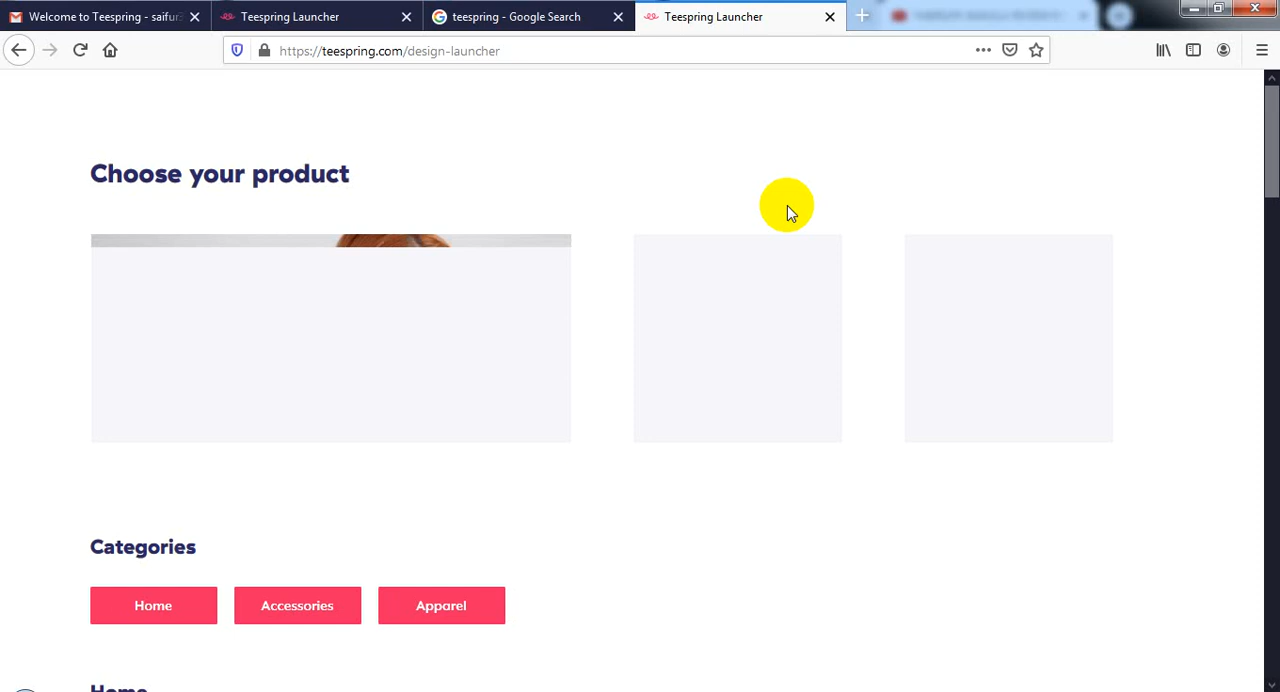 Welcome to Teespring - saifur
Teespring Launcher
teespring - Google Search
Teespring Launcher
https://teespring.com/design-launcher
Choose your product
Categories
Home
Accessories
Apparel
Home